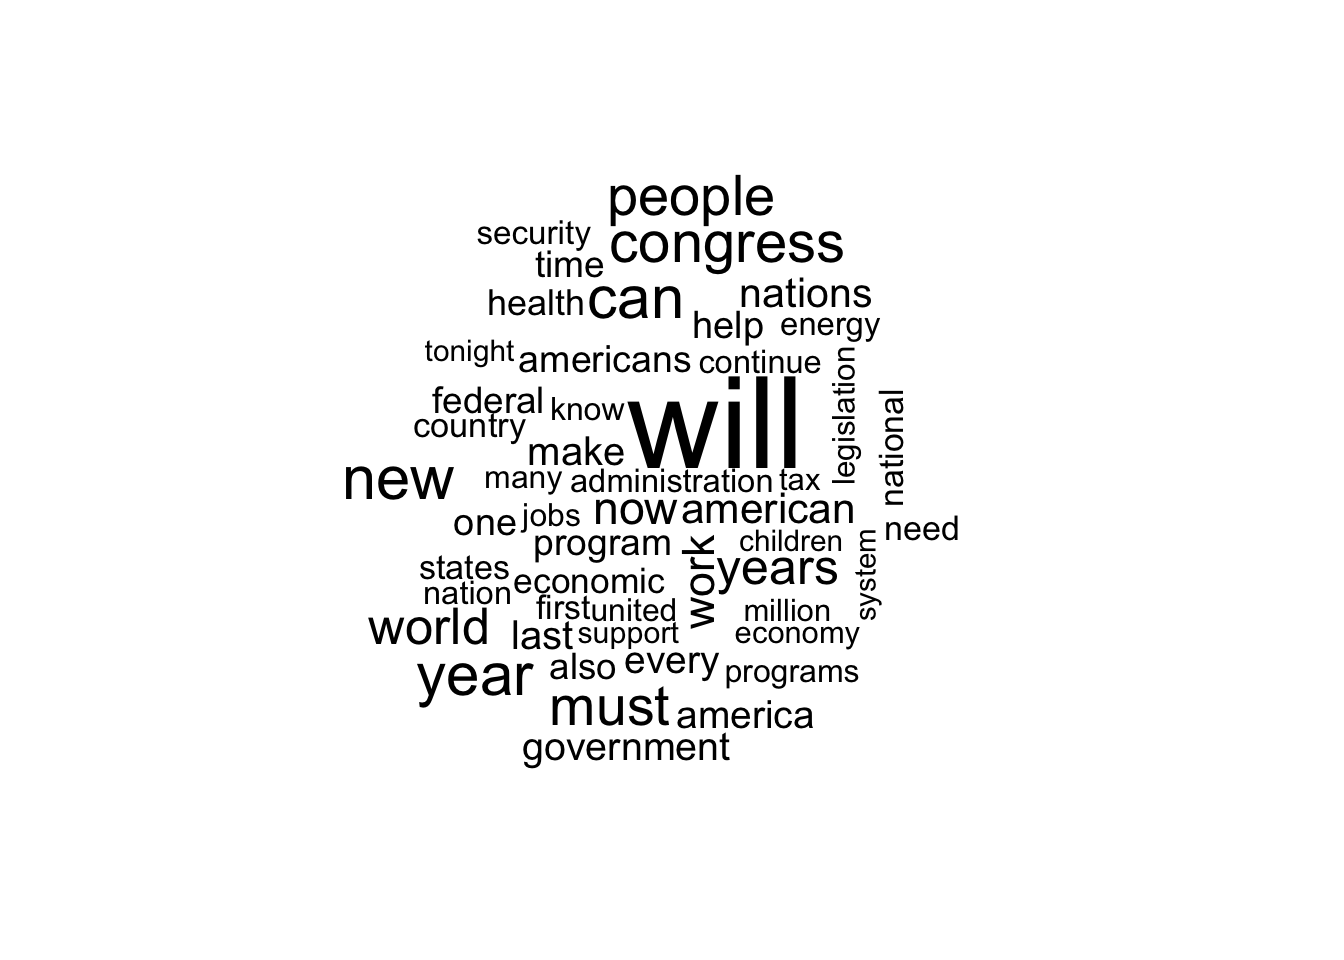 people
security
congress
time
health
can
nations
help
energy
tonight
americans
continue
legislation
federal
know
will
national
country
make
new
many
administration
tax
one
jobs
now
american
need
program
work
children
system
states
economic
years
nation
first
united
million
world
last
support
economy
year
also
every
programs
must
america
government